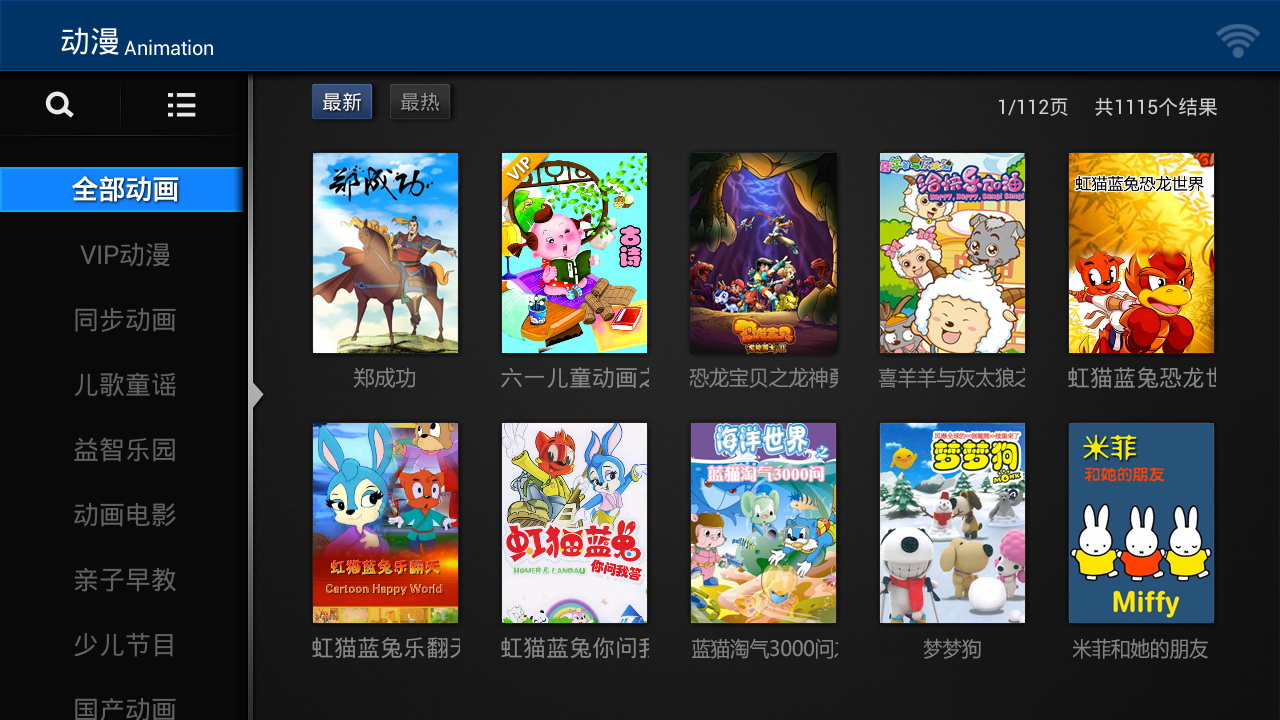 动漫 Animation
最新 最热 1/112页 共1115个结果
全部动画
VIP动漫
同步动画
儿歌童谣
益智乐园
动画电影
亲子早教
少儿节目
国产动画
郑成功
VIP
古诗
恐龙宝贝
给快乐加油
Happy, Happy, Bang! Bang!
虹猫蓝兔恐龙世界
郑成功
六一儿童动画之
恐龙宝贝之龙神勇
喜羊羊与灰太狼之
虹猫蓝兔恐龙世
虹猫蓝兔乐翻天
Cartoon Happy World
虹猫蓝兔
HOMER & LANDAU
你问我答
海洋世界之
蓝猫淘气3000问
梦梦狗
MONK
米菲
和她的朋友
Miffy
虹猫蓝兔乐翻天
虹猫蓝兔你问我
蓝猫淘气3000问之
梦梦狗
米菲和她的朋友